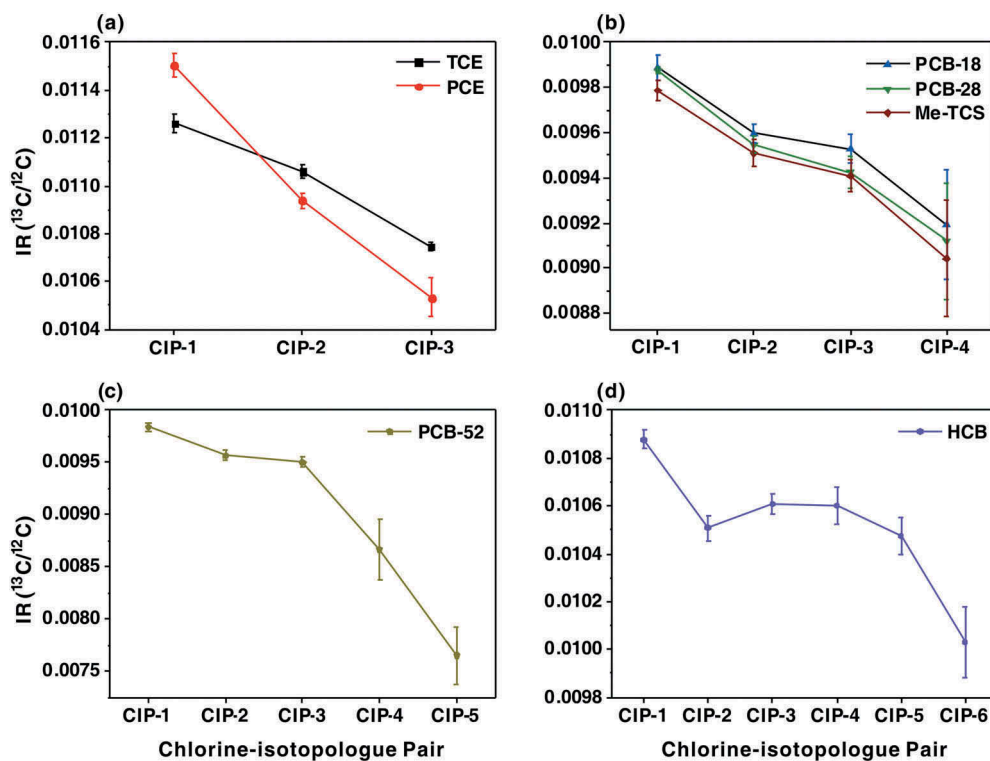 (a)
IR (¹³C/¹²C)
0.0116
0.0114
0.0112
0.0110
0.0108
0.0106
0.0104
TCE
PCE
CIP-1 CIP-2 CIP-3
(b)
0.0100
0.0098
0.0096
0.0094
0.0092
0.0090
0.0088
PCB-18
PCB-28
Me-TCS
CIP-1 CIP-2 CIP-3 CIP-4
(c)
IR (¹³C/¹²C)
0.0100
0.0095
0.0090
0.0085
0.0080
0.0075
PCB-52
CIP-1 CIP-2 CIP-3 CIP-4 CIP-5
Chlorine-isotopologue Pair
(d)
0.0110
0.0108
0.0106
0.0104
0.0102
0.0100
0.0098
HCB
CIP-1 CIP-2 CIP-3 CIP-4 CIP-5 CIP-6
Chlorine-isotopologue Pair